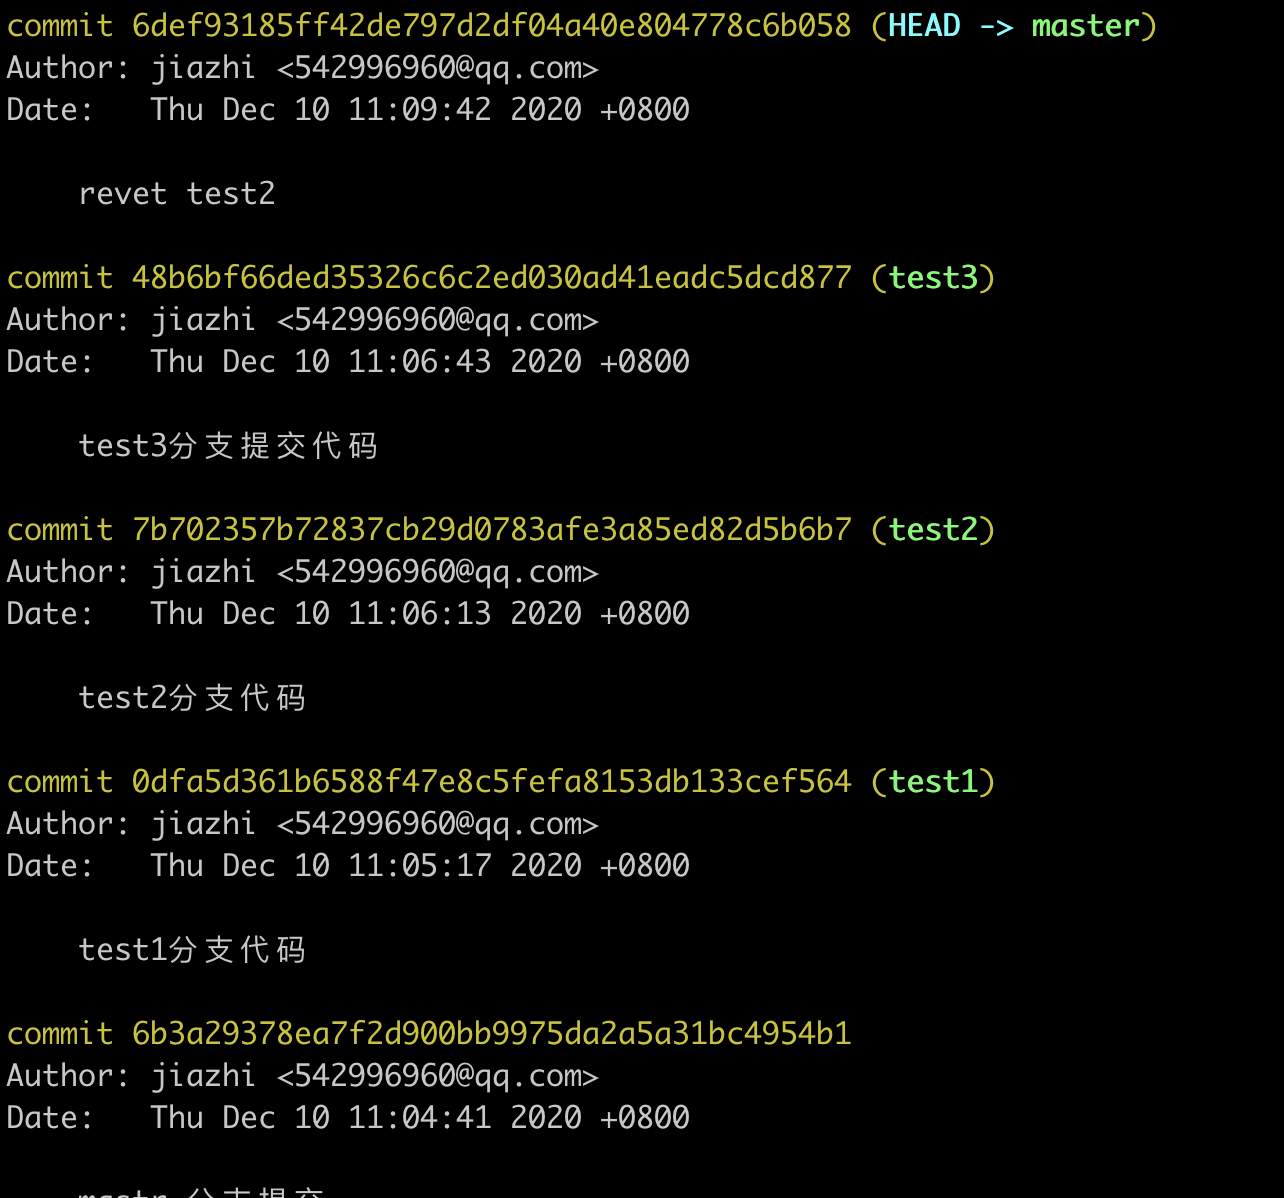 commit 6def93185ff42de797d2df04a40e804778c6b058 (HEAD -> master)
Author: jiazhi <542996960@qq.com>
Date:   Thu Dec 10 11:09:42 2020 +0800
    revet test2
commit 48b6bf66ded35326c6c2ed030ad41eadc5dcd877 (test3)
Author: jiazhi <542996960@qq.com>
Date:   Thu Dec 10 11:06:43 2020 +0800
    test3分支提交代码
commit 7b702357b72837cb29d0783afe3a85ed82d5b6b7 (test2)
Author: jiazhi <542996960@qq.com>
Date:   Thu Dec 10 11:06:13 2020 +0800
    test2分支代码
commit 0dfa5d361b6588f47e8c5fefa8153db133cef564 (test1)
Author: jiazhi <542996960@qq.com>
Date:   Thu Dec 10 11:05:17 2020 +0800
    test1分支代码
commit 6b3a29378ea7f2d900bb9975da2a5a31bc4954b1
Author: jiazhi <542996960@qq.com>
Date:   Thu Dec 10 11:04:41 2020 +0800